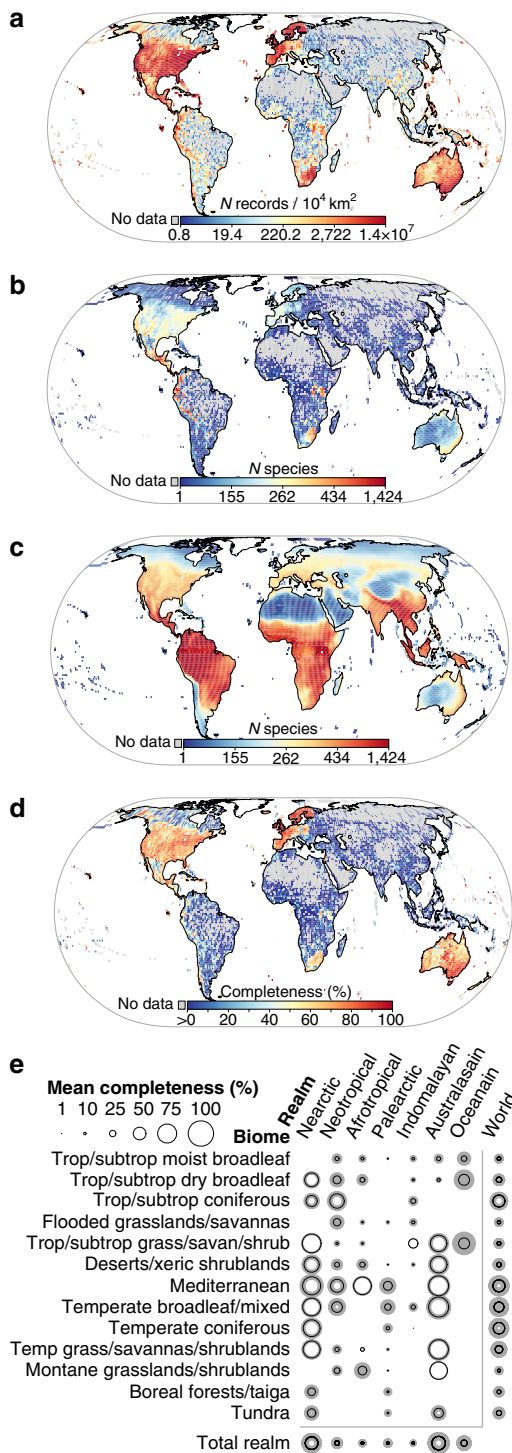 a
N records / 10⁴ km²
No data
0.8 19.4 220.2 2,722 1.4×10⁷
b
N species
No data
1 155 262 434 1,424
c
N species
No data
1 155 262 434 1,424
d
Completeness (%)
No data
>0 20 40 60 80 100
e
Mean completeness (%)
1 10 25 50 75 100
Realm
Nearctic
Neotropical
Afrotropical
Palearctic
Indomalayan
Australasain
Oceanain
World
Biome
Trop/subtrop moist broadleaf
Trop/subtrop dry broadleaf
Trop/subtrop coniferous
Flooded grasslands/savannas
Trop/subtrop grass/savan/shrub
Deserts/xeric shrublands
Mediterranean
Temperate broadleaf/mixed
Temperate coniferous
Temp grass/savannas/shrublands
Montane grasslands/shrublands
Boreal forests/taiga
Tundra
Total realm